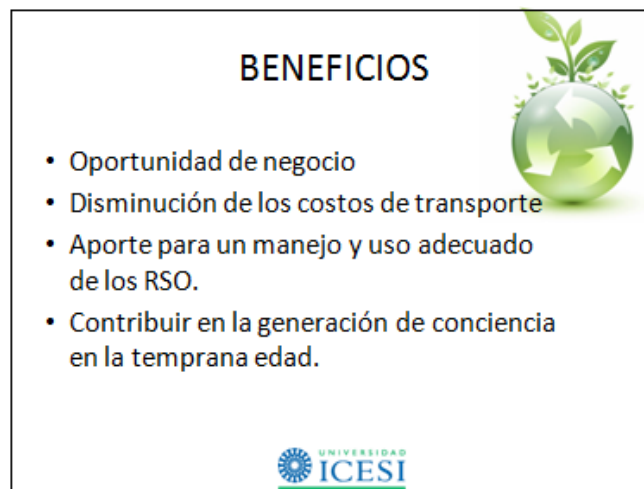 BENEFICIOS
• Oportunidad de negocio
• Disminución de los costos de transporte
• Aporte para un manejo y uso adecuado
de los RSO.
• Contribuir en la generación de conciencia
en la temprana edad.
UNIVERSIDAD
ICESI